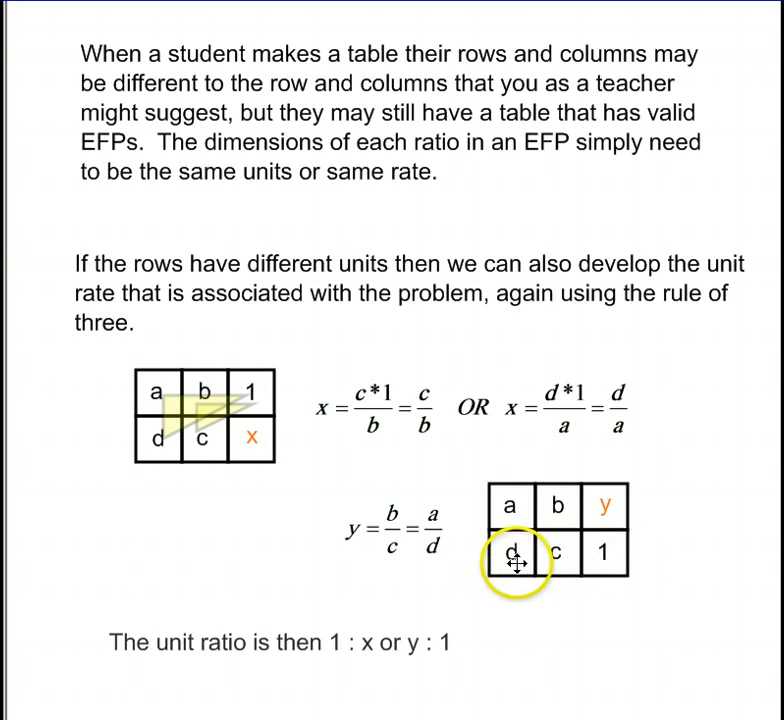 When a student makes a table their rows and columns may
be different to the row and columns that you as a teacher
might suggest, but they may still have a table that has valid
EFPs. The dimensions of each ratio in an EFP simply need
to be the same units or same rate.
If the rows have different units then we can also develop the unit
rate that is associated with the problem, again using the rule of
three.
a b 1
d c x
x = c*1/b = c/b OR x = d*1/a = d/a
y = b/c = a/d
a b y
d c 1
The unit ratio is then 1 : x or y : 1